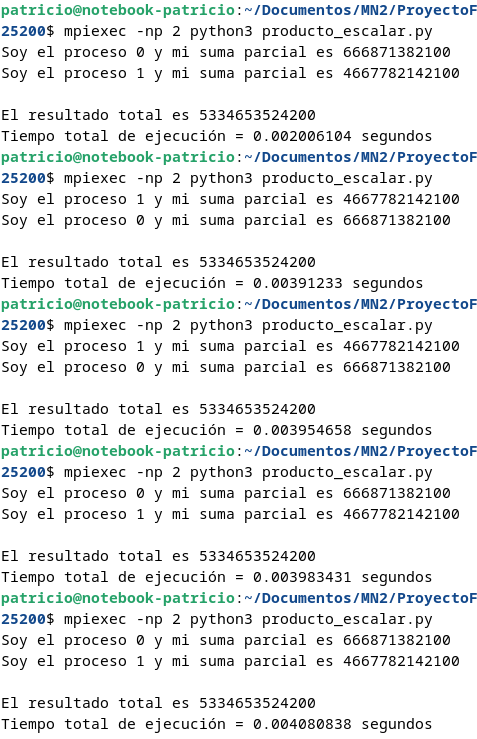 patricio@notebook-patricio:~/Documentos/MN2/ProyectoF
25200$ mpiexec -np 2 python3 producto_escalar.py
Soy el proceso 0 y mi suma parcial es 666871382100
Soy el proceso 1 y mi suma parcial es 4667782142100
El resultado total es 5334653524200
Tiempo total de ejecución = 0.002006104 segundos
patricio@notebook-patricio:~/Documentos/MN2/ProyectoF
25200$ mpiexec -np 2 python3 producto_escalar.py
Soy el proceso 1 y mi suma parcial es 4667782142100
Soy el proceso 0 y mi suma parcial es 666871382100
El resultado total es 5334653524200
Tiempo total de ejecución = 0.00391233 segundos
patricio@notebook-patricio:~/Documentos/MN2/ProyectoF
25200$ mpiexec -np 2 python3 producto_escalar.py
Soy el proceso 1 y mi suma parcial es 4667782142100
Soy el proceso 0 y mi suma parcial es 666871382100
El resultado total es 5334653524200
Tiempo total de ejecución = 0.003954658 segundos
patricio@notebook-patricio:~/Documentos/MN2/ProyectoF
25200$ mpiexec -np 2 python3 producto_escalar.py
Soy el proceso 0 y mi suma parcial es 666871382100
Soy el proceso 1 y mi suma parcial es 4667782142100
El resultado total es 5334653524200
Tiempo total de ejecución = 0.003983431 segundos
patricio@notebook-patricio:~/Documentos/MN2/ProyectoF
25200$ mpiexec -np 2 python3 producto_escalar.py
Soy el proceso 0 y mi suma parcial es 666871382100
Soy el proceso 1 y mi suma parcial es 4667782142100
El resultado total es 5334653524200
Tiempo total de ejecución = 0.004080838 segundos